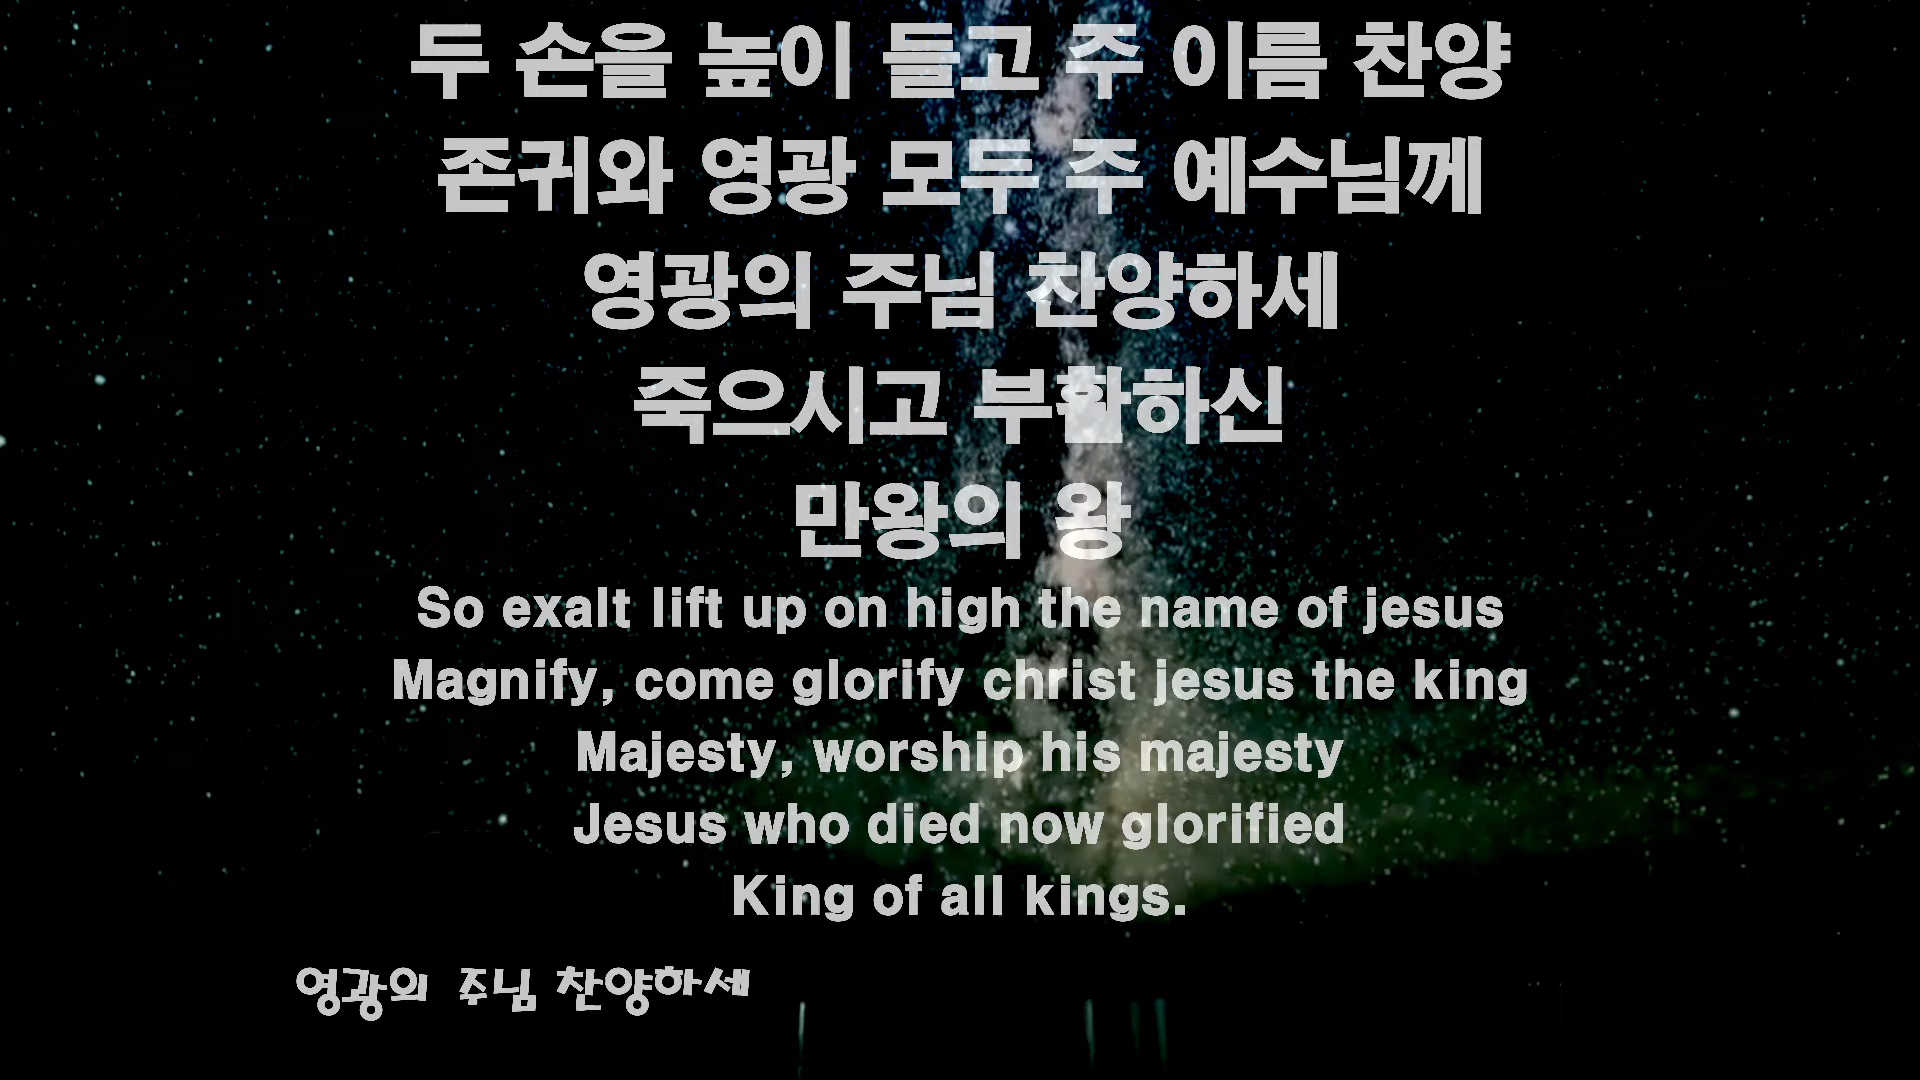 두 손을 높이 들고 주 이름 찬양
존귀와 영광 모두 주 예수님께
영광의 주님 찬양하세
죽으시고 부활하신
만왕의 왕
So exalt lift up on high the name of jesus
Magnify, come glorify christ jesus the king
Majesty, worship his majesty
Jesus who died now glorified
King of all kings.
영광의 주님 찬양하세